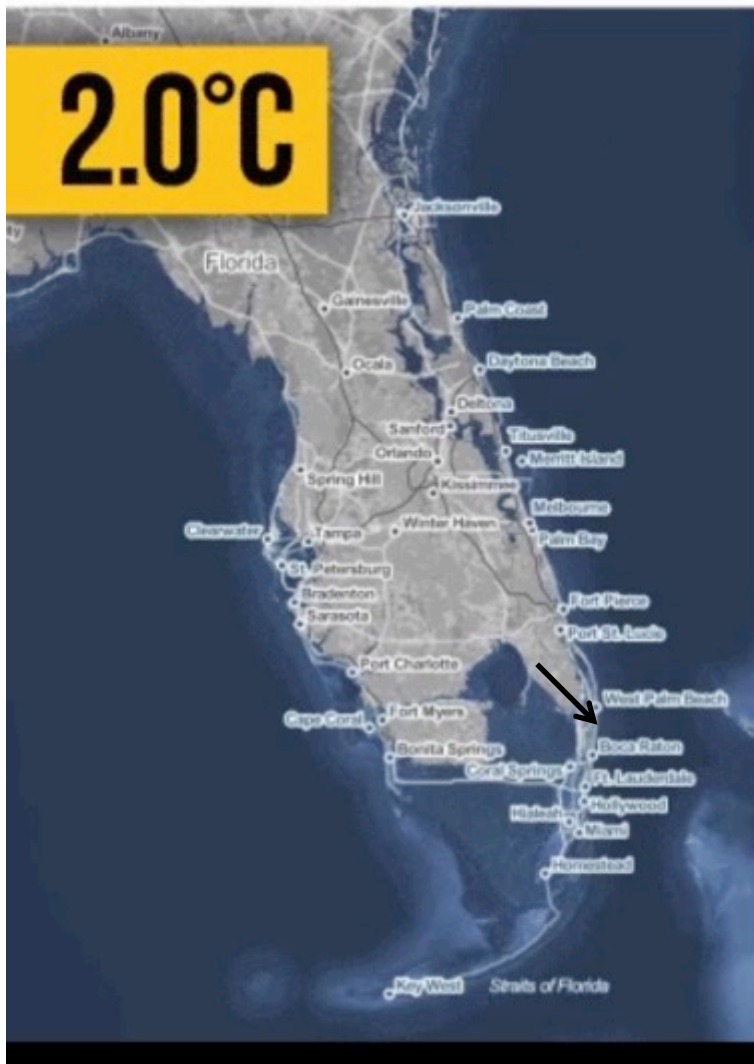 Albany
2.0°C
Jacksonville
Florida
Gainesville
Palm Coast
Ocala
Daytona Beach
Deltona
Sanford
Titusville
Orlando
Merritt Island
Spring Hill
Kissimmee
Melbourne
Clearwater
Tampa
Winter Haven
Palm Bay
St. Petersburg
Bradenton
Fort Pierce
Sarasota
Port St. Lucie
Port Charlotte
West Palm Beach
Cape Coral
Fort Myers
Bonita Springs
Boca Raton
Coral Springs
Ft. Lauderdale
Hollywood
Hialeah
Miami
Homestead
Key West
Straits of Florida